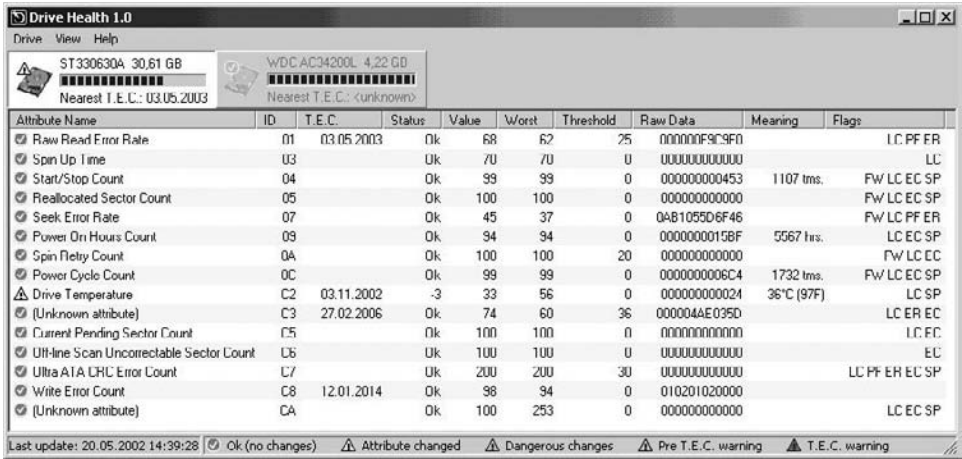 Drive Health 1.0
Drive View Help
ST330630A 30,61 GB
Nearest T.E.C.: 03.05.2003
WDC AC34200L 4,22 GB
Nearest T.E.C.: <unknown>
Attribute Name ID T.E.C. Status Value Worst Threshold Raw Data Meaning Flags
Raw Read Error Rate 01 03.05.2003 Ok 68 62 25 000000F9C9F0 LC PF ER
Spin Up Time 03 Ok 70 70 0 000000000000 LC
Start/Stop Count 04 Ok 99 99 0 000000000453 1107 tms. FW LC EC SP
Reallocated Sector Count 05 Ok 100 100 0 000000000000 FW LC EC SP
Seek Error Rate 07 Ok 45 37 0 0AB1055D6F46 FW LC PF ER
Power On Hours Count 09 Ok 94 94 0 0000000015BF 5567 hrs. LC EC SP
Spin Retry Count 0A Ok 100 100 20 000000000000 FW LC EC
Power Cycle Count 0C Ok 99 99 0 0000000006C4 1732 tms. FW LC EC SP
Drive Temperature C2 03.11.2002 -3 33 56 0 000000000024 36°C (97F) LC SP
(Unknown attribute) C3 27.02.2006 Ok 74 60 36 000004AE035D LC ER EC
Current Pending Sector Count C5 Ok 100 100 0 000000000000 LC EC
Off-line Scan Uncorrectable Sector Count C6 Ok 100 100 0 000000000000 EC
Ultra ATA CRC Error Count C7 Ok 200 200 30 000000000000 LC PF ER EC SP
Write Error Count C8 12.01.2014 Ok 98 94 0 010201020000
(Unknown attribute) CA Ok 100 253 0 000000000000 LC EC SP
Last update: 20.05.2002 14:39:28 Ok (no changes) Attribute changed Dangerous changes Pre T.E.C. warning T.E.C. warning